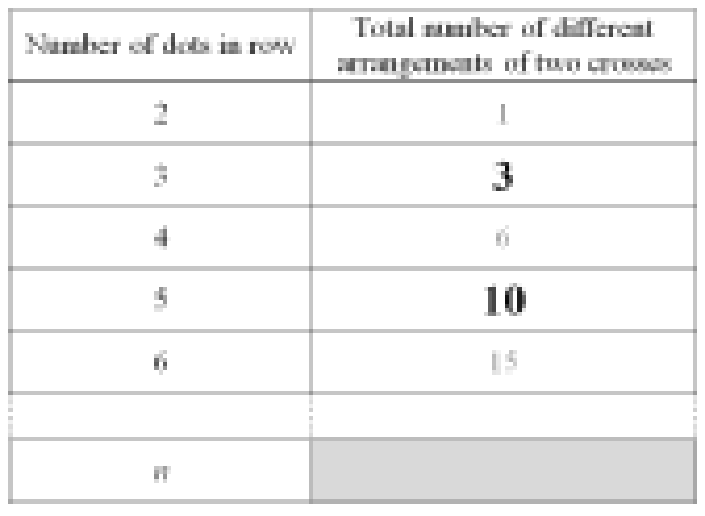 Number of dots in row
Total number of different
arrangements of two crosses
2
1
3
3
4
6
5
10
6
15
n